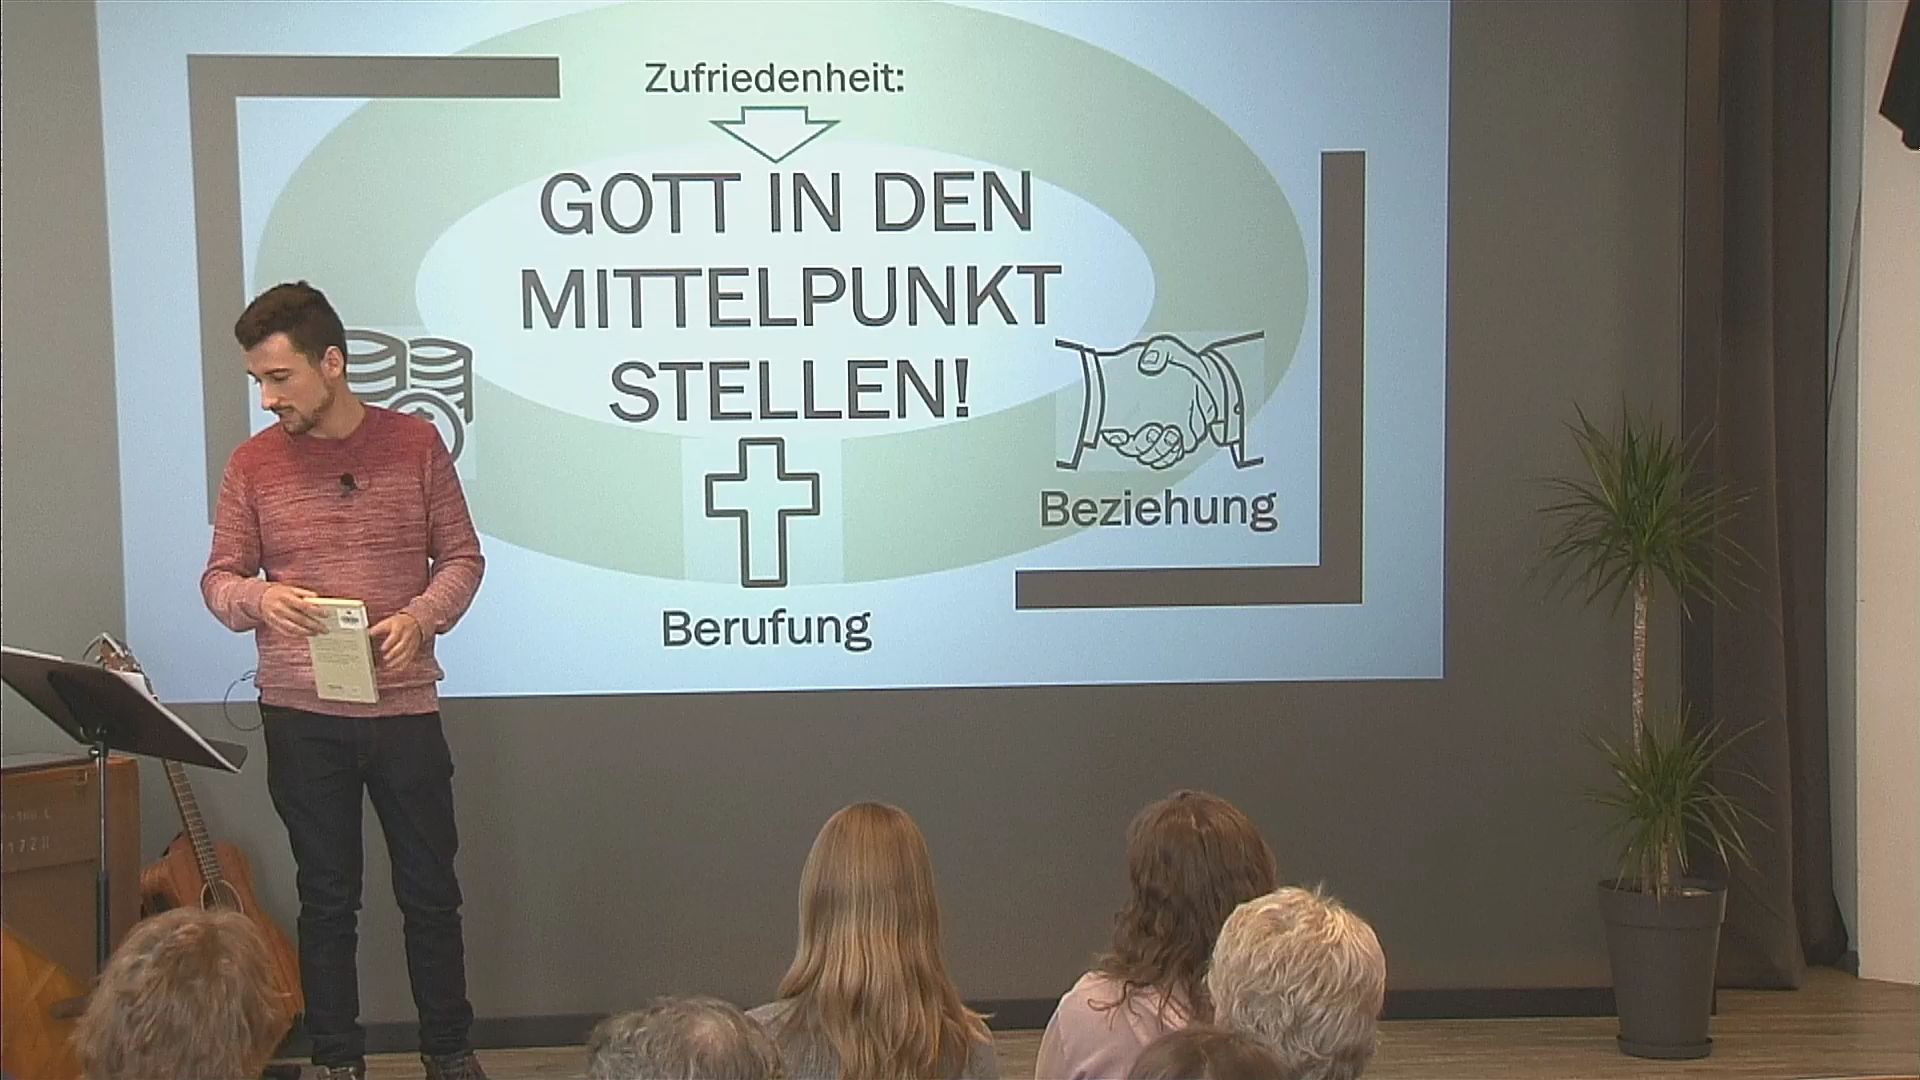 Zufriedenheit:
GOTT IN DEN
MITTELPUNKT
STELLEN!
Beziehung
Berufung